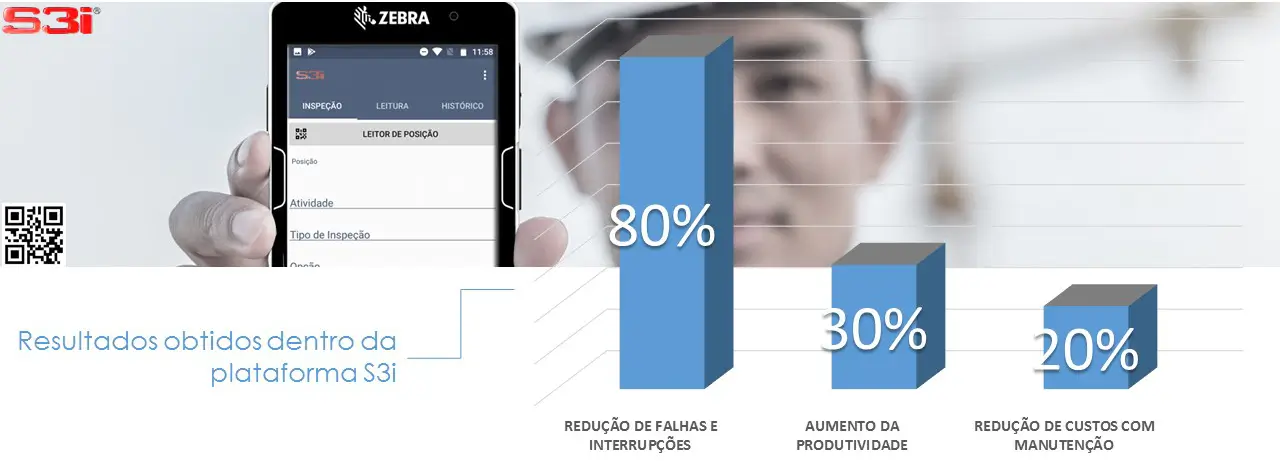 S3i®
ZEBRA
11:58
S3i
INSPEÇÃO LEITURA HISTÓRICO
LEITOR DE POSIÇÃO
Posição
Atividade
Tipo de Inspeção
Opção
80%
30%
20%
Resultados obtidos dentro da
plataforma S3i
REDUÇÃO DE FALHAS E
INTERRUPÇÕES
AUMENTO DA
PRODUTIVIDADE
REDUÇÃO DE CUSTOS COM
MANUTENÇÃO